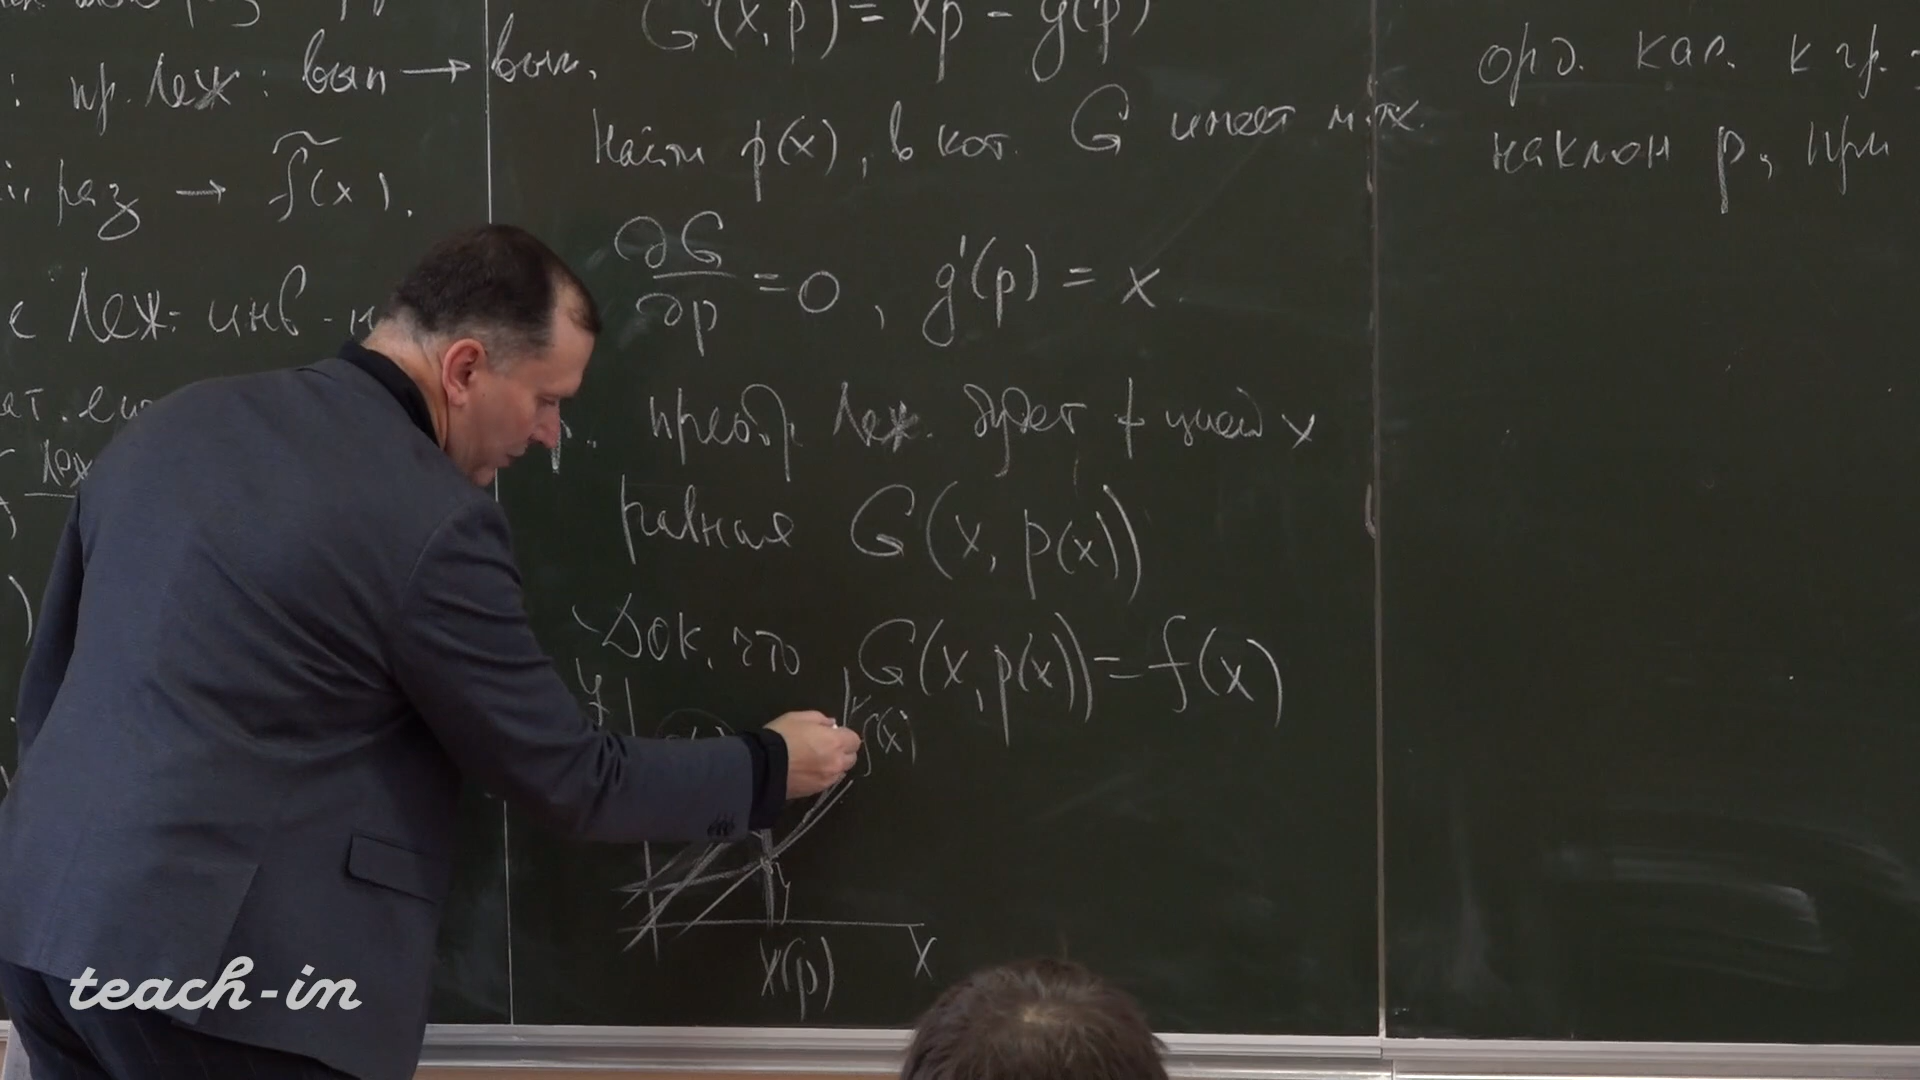 : пр. Леж : вып → вып.
раз → f̃(x).
Леж: инв-н
Леж
G(x,p) = xp - g(p)
Найти p(x), в кот. G имеет
∂G/∂p = 0, g'(p) = x
преобр. Леж. будет ф-цией x
равная G(x, p(x))
Док, что G(x,p(x)) = f(x)
y
f(x)
x(p) x
орд. кас. к гр.
наклон p, при
teach-in